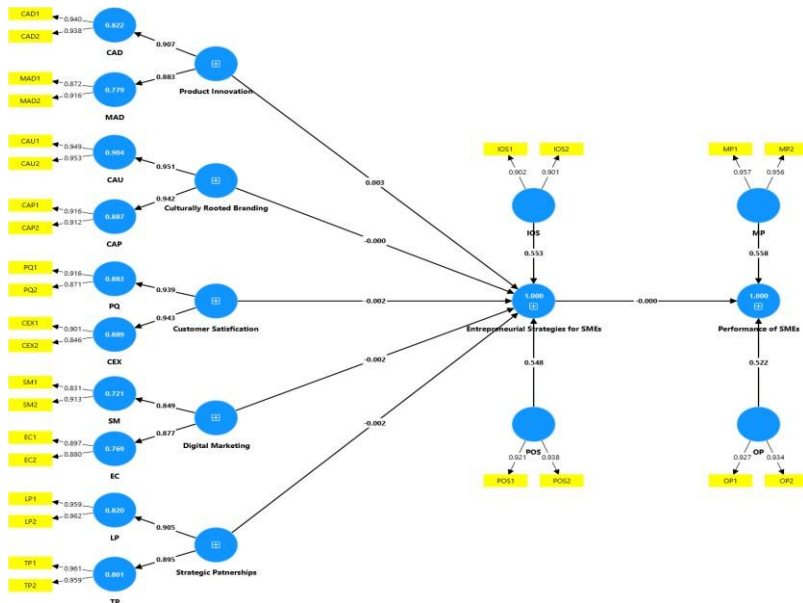 CAD1
0.940
0.822
CAD2
0.938
CAD
0.907
MAD1
0.872
0.779
MAD2
0.916
MAD
0.883
Product Innovation
0.003
CAU1
0.949
0.904
CAU2
0.953
CAU
0.951
CAP1
0.916
0.887
CAP2
0.912
CAP
0.942
Culturally Rooted Branding
-0.000
PQ1
0.916
0.883
PQ2
0.871
PQ
0.939
CEX1
0.901
0.889
CEX2
0.846
CEX
0.943
Customer Satisfication
-0.002
SM1
0.831
0.721
SM2
0.913
SM
0.849
EC1
0.897
0.769
EC2
0.880
EC
0.877
Digital Marketing
-0.002
LP1
0.959
0.820
LP2
0.962
LP
0.905
TP1
0.961
0.801
TP2
0.959
TP
0.895
Strategic Patnerships
-0.002
IOS1
IOS2
0.902
0.901
IOS
0.553
1.000
Entrepreneurial Strategies for SMEs
0.548
POS
0.921
0.938
POS1
POS2
-0.000
MP1
MP2
0.957
0.956
MP
0.558
1.000
Performance of SMEs
0.522
OP
0.927
0.934
OP1
OP2